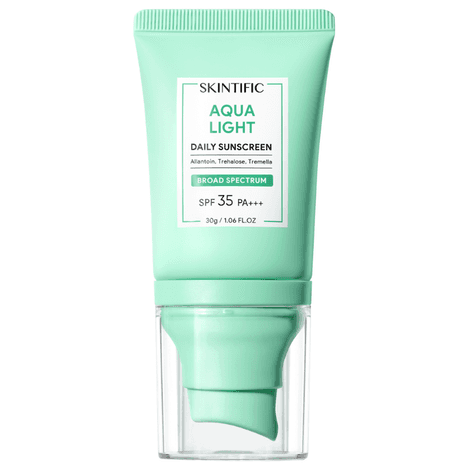 SKINTIFIC
AQUA
LIGHT
DAILY SUNSCREEN
Allantoin, Trehalose, Tremella
BROAD SPECTRUM
SPF 35 PA+++
30g / 1.06 FL.OZ